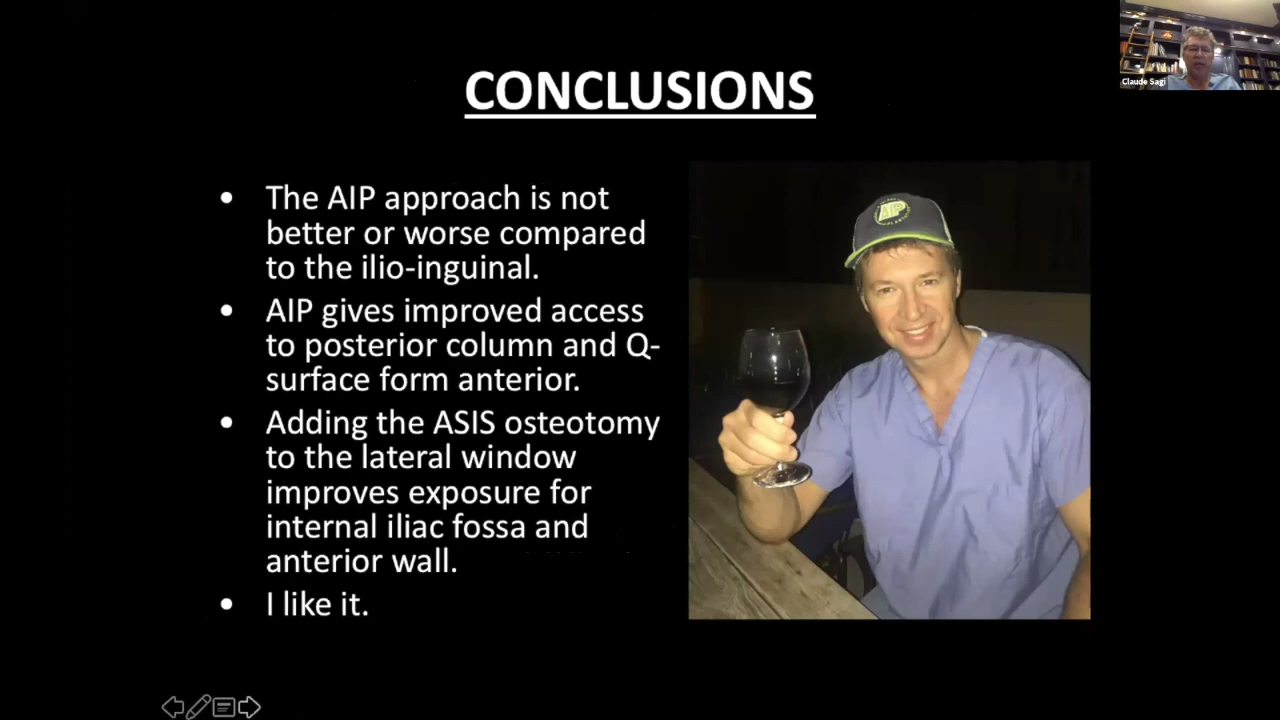 Claude Sagi
CONCLUSIONS
• The AIP approach is not
better or worse compared
to the ilio-inguinal.
• AIP gives improved access
to posterior column and Q-
surface form anterior.
• Adding the ASIS osteotomy
to the lateral window
improves exposure for
internal iliac fossa and
anterior wall.
• I like it.
AIP